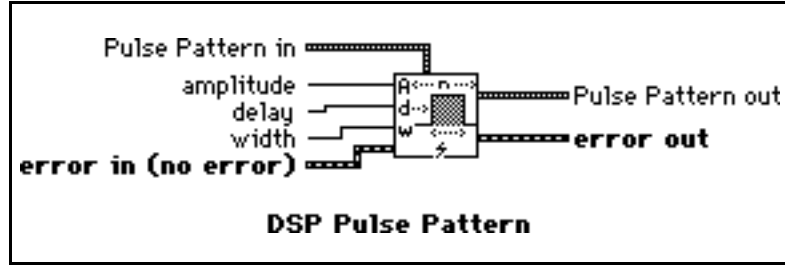 Pulse Pattern in
amplitude
delay
width
error in (no error)
A n
d
w
Pulse Pattern out
error out
DSP Pulse Pattern